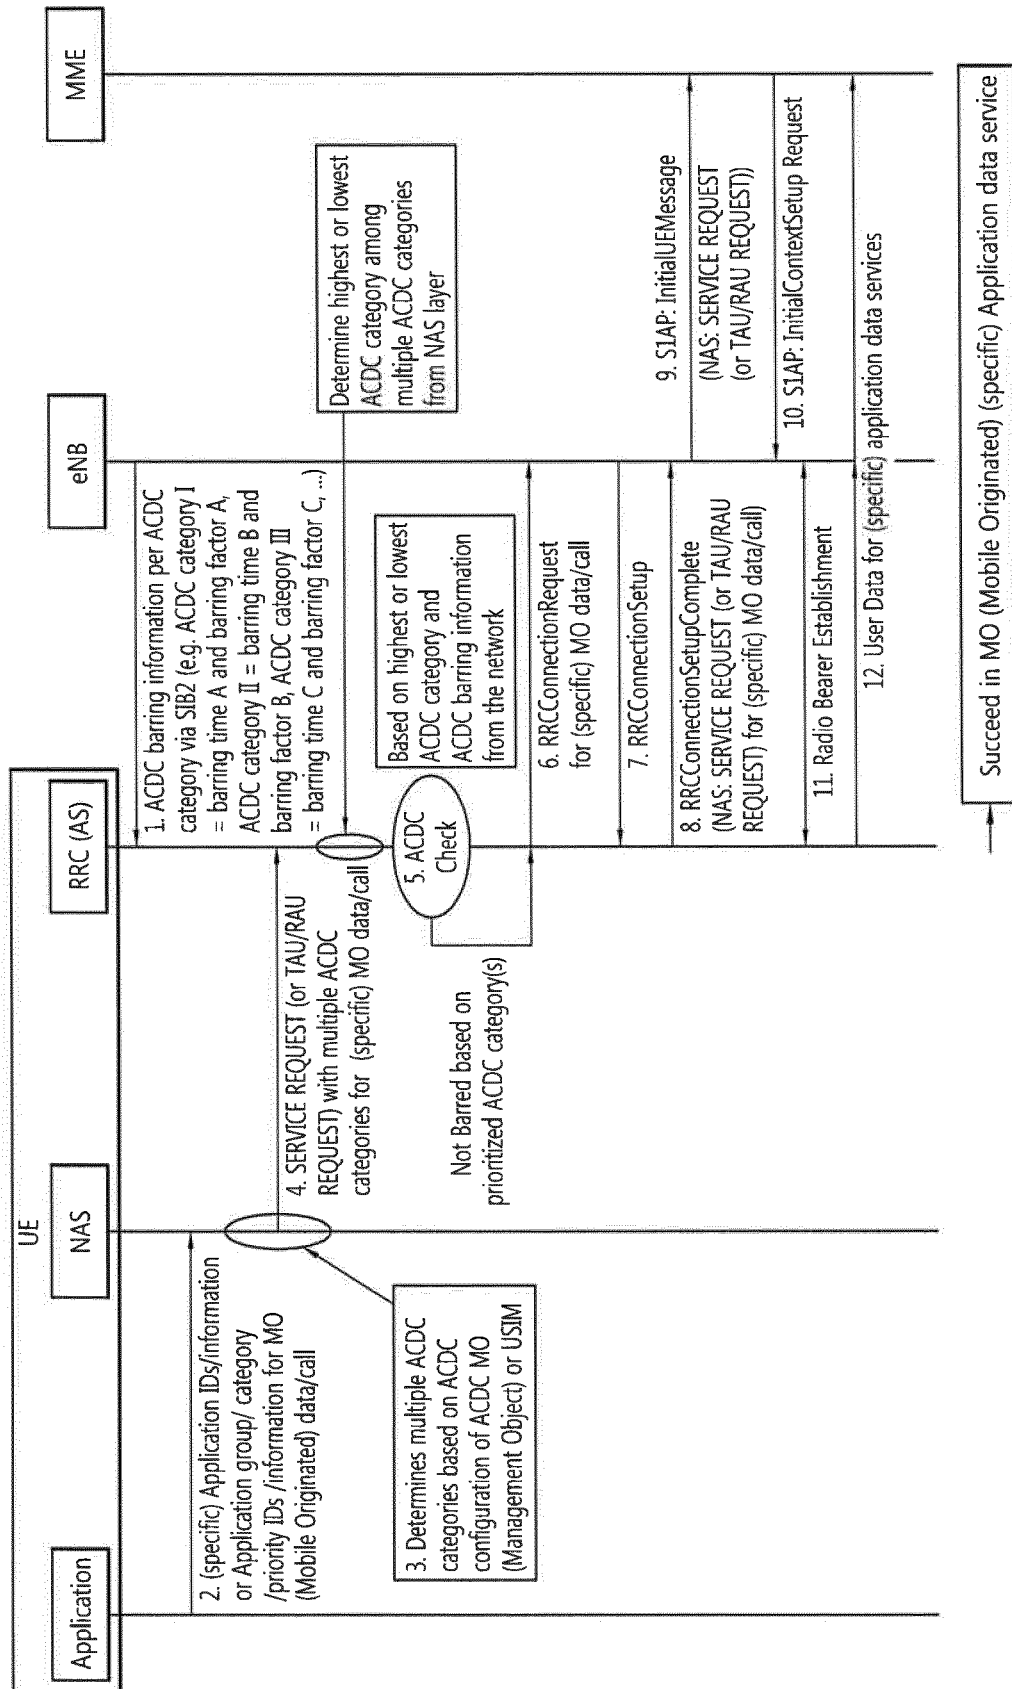 UE
Application
NAS
RRC (AS)
eNB
MME
1. ACDC barring information per ACDC
category via SIB2 (e.g. ACDC category I
= barring time A and barring factor A,
ACDC category II = barring time B and
barring factor B, ACDC category III
= barring time C and barring factor C, ...)
2. (specific) Application IDs/information
or Application group/ category
/priority IDs /information for MO
(Mobile Originated) data/call
3. Determines multiple ACDC
categories based on ACDC
configuration of ACDC MO
(Management Object) or USIM
4. SERVICE REQUEST (or TAU/RAU
REQUEST) with multiple ACDC
categories for (specific) MO data/call
Determine highest or lowest
ACDC category among
multiple ACDC categories
from NAS layer
5. ACDC
Check
Based on highest or lowest
ACDC category and
ACDC barring information
from the network
Not Barred based on
prioritized ACDC category(s)
6. RRCConnectionRequest
for (specific) MO data/call
7. RRCConnectionSetup
8. RRCConnectionSetupComplete
(NAS: SERVICE REQUEST (or TAU/RAU
REQUEST) for (specific) MO data/call)
9. S1AP: InitialUEMessage
(NAS: SERVICE REQUEST
(or TAU/RAU REQUEST))
10. S1AP: InitialContextSetup Request
11. Radio Bearer Establishment
12. User Data for (specific) application data services
Succeed in MO (Mobile Originated) (specific) Application data service